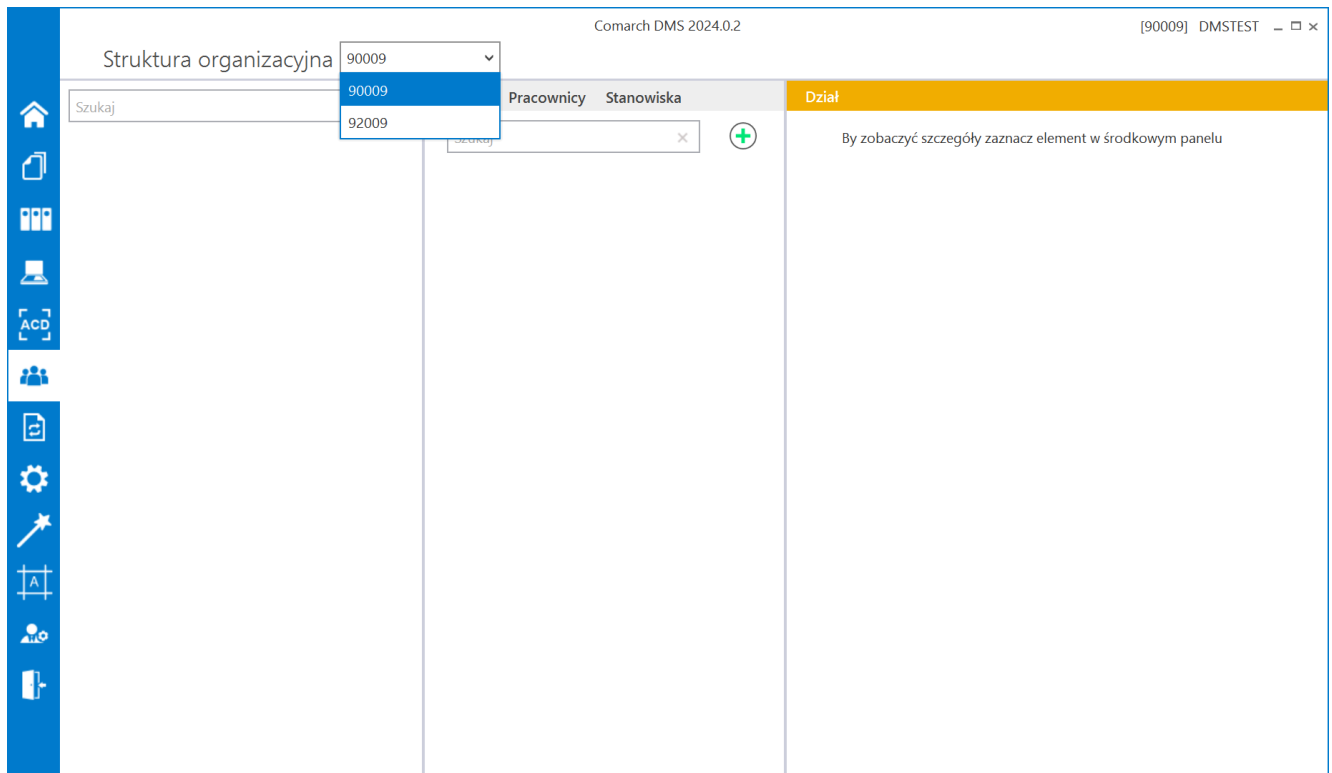 Comarch DMS 2024.0.2
[90009] DMSTEST
Struktura organizacyjna 90009
90009
92009
Szukaj
Pracownicy Stanowiska
Szukaj
Dział
By zobaczyć szczegóły zaznacz element w środkowym panelu
ACD
A